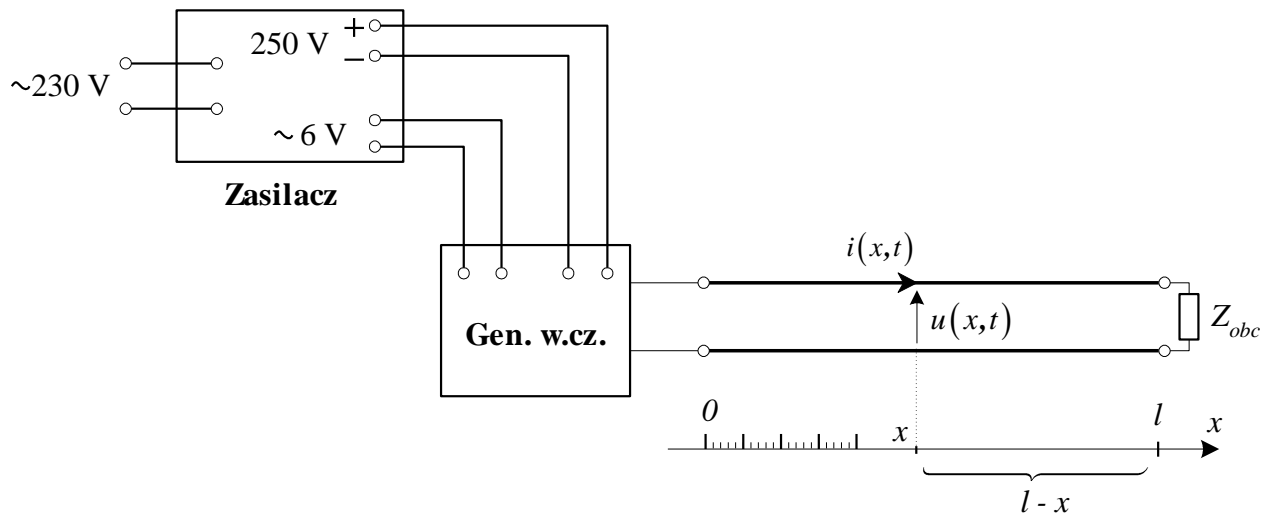 ~230 V
250 V
+
−
~ 6 V
Zasilacz
Gen. w.cz.
i(x,t)
u(x,t)
Z_obc
0
x
l
x
l - x